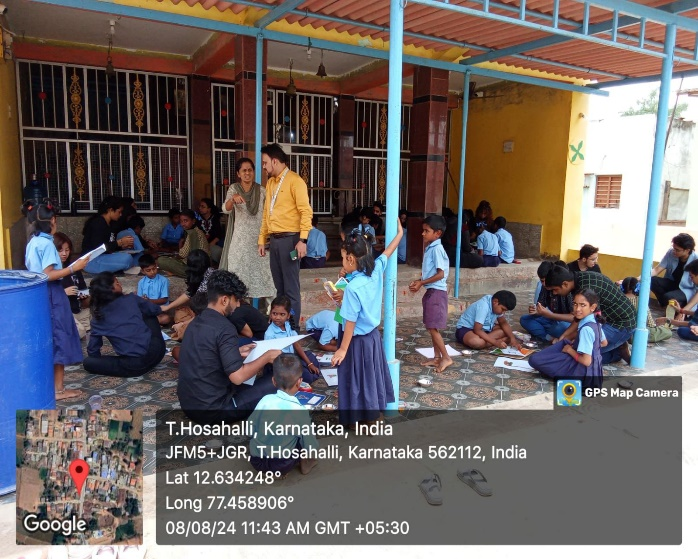 GPS Map Camera
T.Hosahalli, Karnataka, India
JFM5+JGR, T.Hosahalli, Karnataka 562112, India
Lat 12.634248°
Long 77.458906°
08/08/24 11:43 AM GMT +05:30
Google